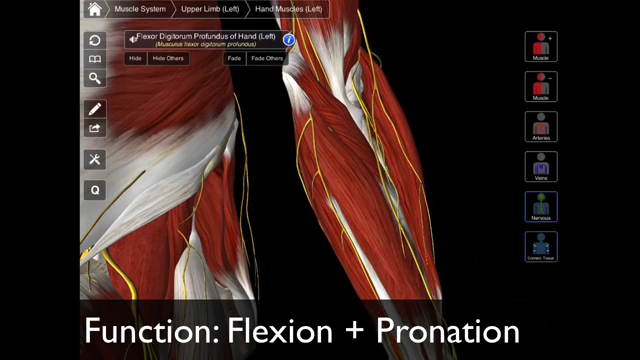 Muscle System
Upper Limb (Left)
Hand Muscles (Left)
Flexor Digitorum Profundus of Hand (Left)
(Musculus flexor digitorum profundus)
i
Hide
Hide Others
Fade
Fade Others
Q
+
Muscle
-
Muscle
Arteries
Veins
Nervous
Connect Tissue
Function: Flexion + Pronation